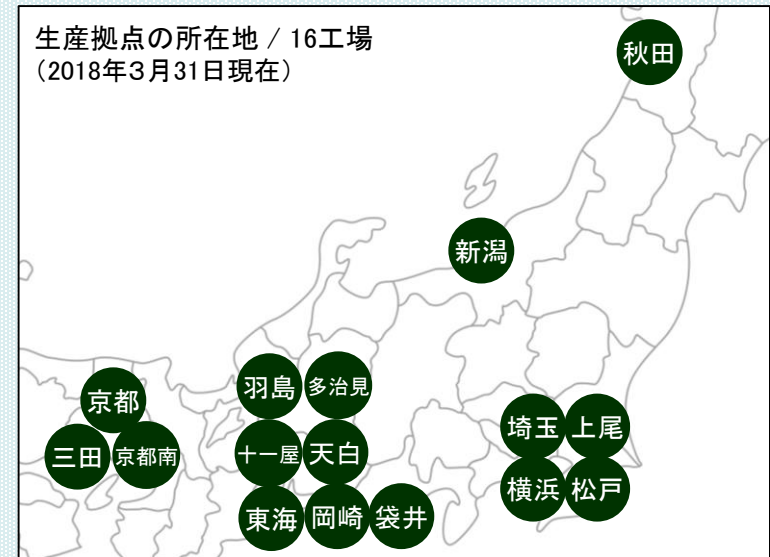 生産拠点の所在地 / 16工場
（2018年3月31日現在）
秋田
新潟
羽島
多治見
京都
埼玉
上尾
三田
京都南
十一屋
天白
横浜
松戸
東海
岡崎
袋井